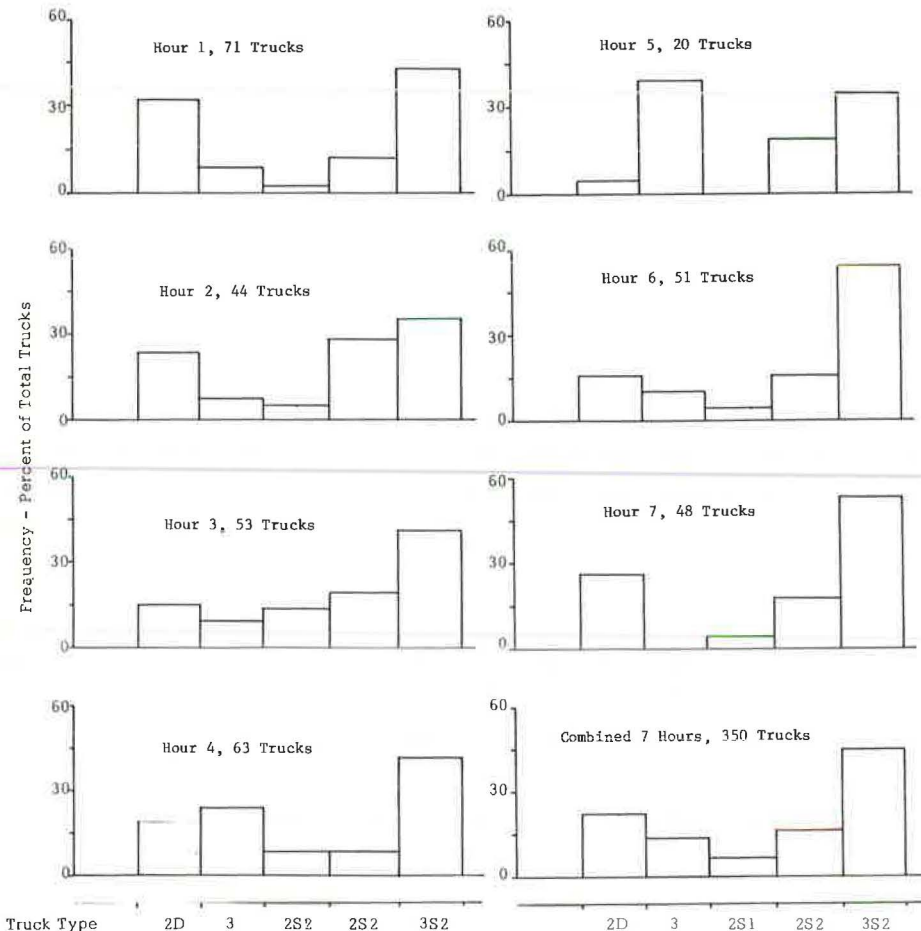 60
30
0
Hour 1, 71 Trucks
60
30
0
Hour 5, 20 Trucks
60
30
0
Hour 2, 44 Trucks
60
30
0
Hour 6, 51 Trucks
Frequency - Percent of Total Trucks
60
30
0
Hour 3, 53 Trucks
60
30
0
Hour 7, 48 Trucks
60
30
0
Hour 4, 63 Trucks
60
30
0
Combined 7 Hours, 350 Trucks
Truck Type 2D 3 2S2 2S2 3S2
2D 3 2S1 2S2 3S2